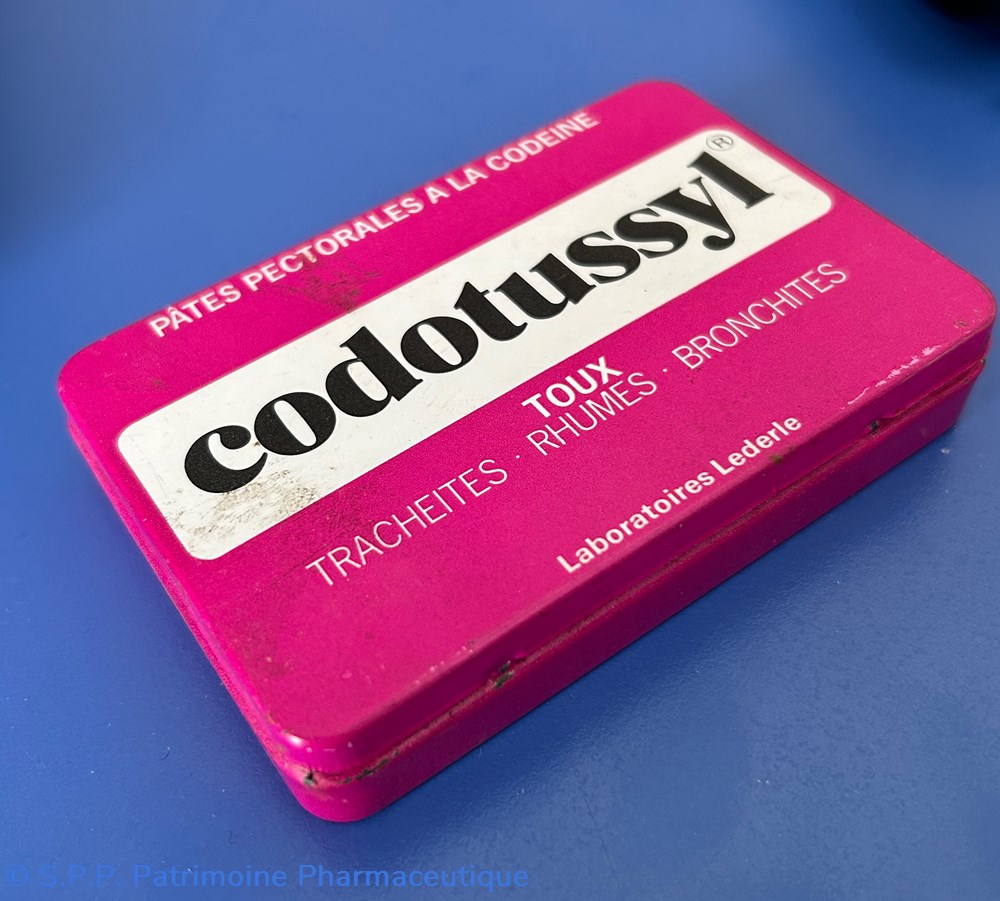 PÂTES PECTORALES A LA CODEINE
codotussyl®
TOUX
TRACHEITES · RHUMES · BRONCHITES
Laboratoires Lederle
© S.P.P. Patrimoine Pharmaceutique